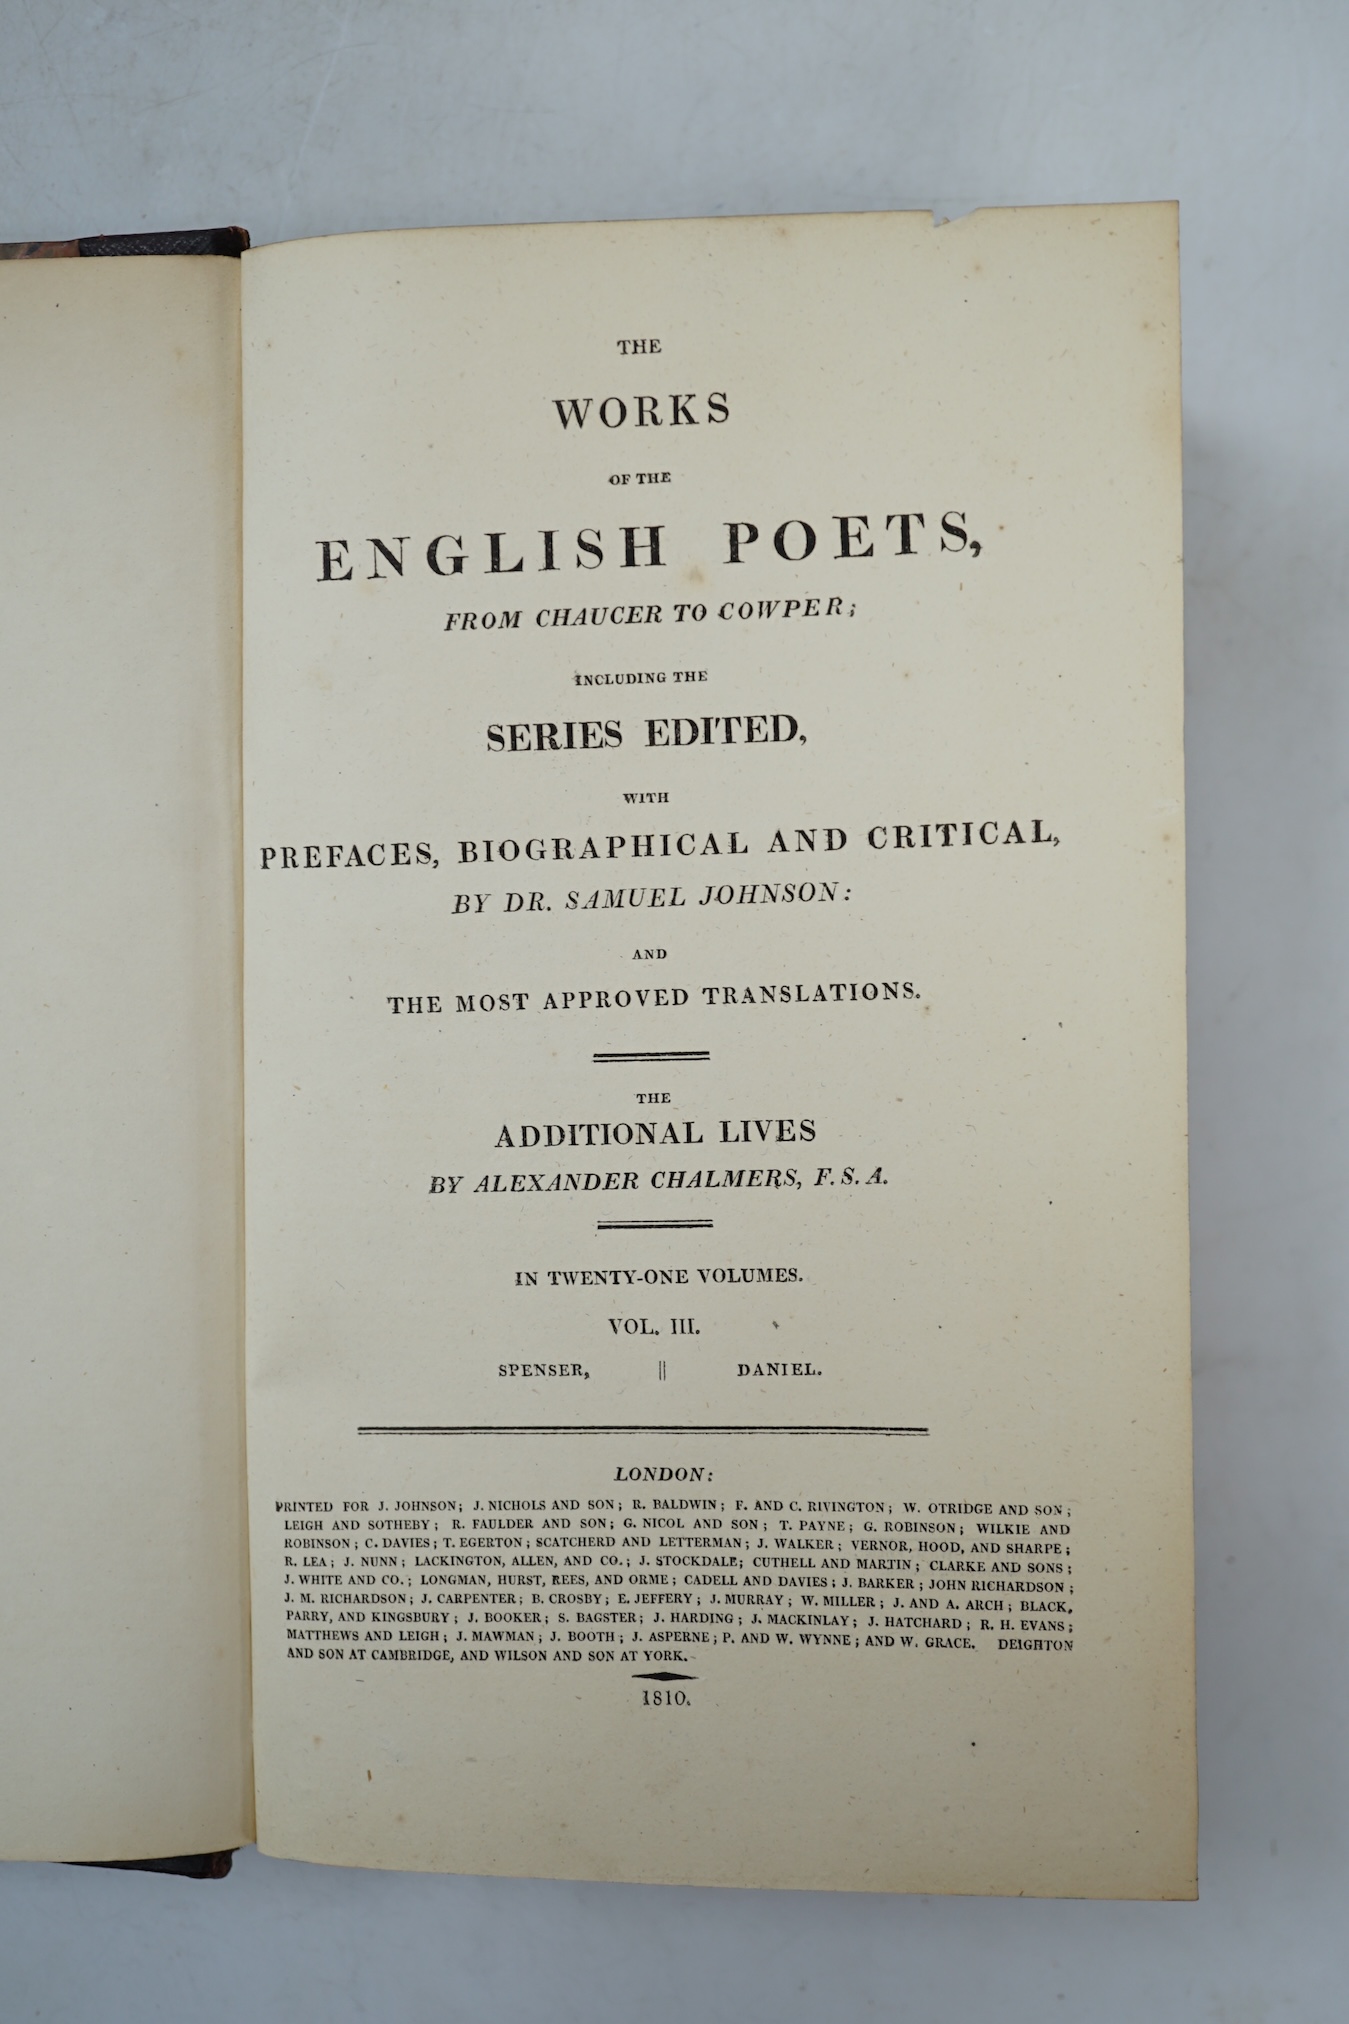 THE
WORKS
OF THE
ENGLISH POETS,
FROM CHAUCER TO COWPER;
INCLUDING THE
SERIES EDITED,
WITH
PREFACES, BIOGRAPHICAL AND CRITICAL,
BY DR. SAMUEL JOHNSON:
AND
THE MOST APPROVED TRANSLATIONS.
THE
ADDITIONAL LIVES
BY ALEXANDER CHALMERS, F. S. A.
IN TWENTY-ONE VOLUMES.
VOL. III.
SPENSER, || DANIEL.
LONDON:
PRINTED FOR J. JOHNSON; J. NICHOLS AND SON; R. BALDWIN; F. AND C. RIVINGTON; W. OTRIDGE AND SON;
LEIGH AND SOTHEBY; R. FAULDER AND SON; G. NICOL AND SON; T. PAYNE; G. ROBINSON; WILKIE AND
ROBINSON; C. DAVIES; T. EGERTON; SCATCHERD AND LETTERMAN; J. WALKER; VERNOR, HOOD, AND SHARPE;
R. LEA; J. NUNN; LACKINGTON, ALLEN, AND CO.; J. STOCKDALE; CUTHELL AND MARTIN; CLARKE AND SONS;
J. WHITE AND CO.; LONGMAN, HURST, REES, AND ORME; CADELL AND DAVIES; J. BARKER; JOHN RICHARDSON;
J. M. RICHARDSON; J. CARPENTER; B. CROSBY; E. JEFFERY; J. MURRAY; W. MILLER; J. AND A. ARCH; BLACK,
PARRY, AND KINGSBURY; J. BOOKER; S. BAGSTER; J. HARDING; J. MACKINLAY; J. HATCHARD; R. H. EVANS;
MATTHEWS AND LEIGH; J. MAWMAN; J. BOOTH; J. ASPERNE; P. AND W. WYNNE; AND W. GRACE. DEIGHTON
AND SON AT CAMBRIDGE, AND WILSON AND SON AT YORK.
1810.